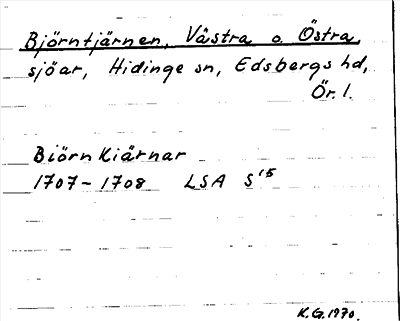 Björntjärnen, Västra o. Östra
sjöar, Hidinge sn, Edsbergs hd,
Ör. l.
Biörn Kiärnar
1707-1708 LSA S15
K.G. 1970.